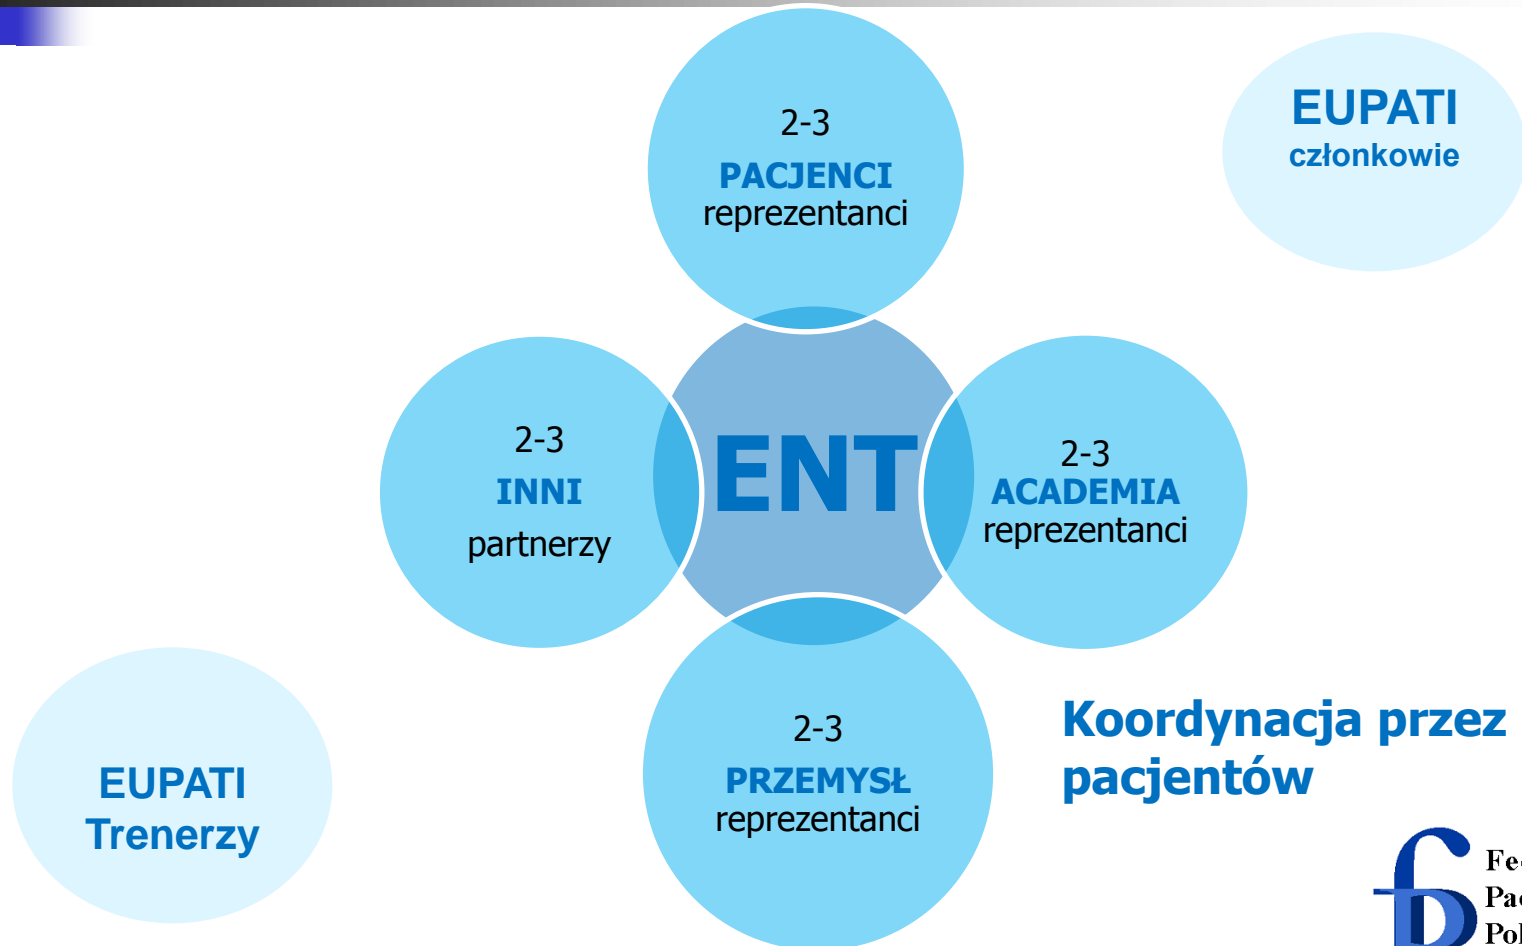 2-3
PACJENCI
reprezentanci
EUPATI
członkowie
2-3
INNI
partnerzy
ENT
2-3
ACADEMIA
reprezentanci
2-3
PRZEMYSŁ
reprezentanci
Koordynacja przez
pacjentów
EUPATI
Trenerzy